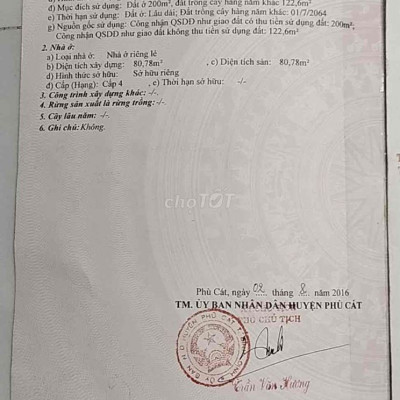 đ) Mục đích sử dụng: Đất ở 200m², đất trồng cây hàng năm khác 122,6m²
e) Thời hạn sử dụng: Đất ở: Lâu dài; Đất trồng cây hàng năm khác: 01/7/2064
g) Nguồn gốc sử dụng: Công nhận QSDĐ như giao đất có thu tiền sử dụng đất: 200m²;
Công nhận QSDĐ như giao đất không thu tiền sử dụng đất: 122,6m²
2. Nhà ở:
a) Loại nhà ở: Nhà ở riêng lẻ
b) Diện tích xây dựng: 80,78m² , c) Diện tích sàn: 80,78m²
d) Hình thức sở hữu: Sở hữu riêng
đ) Cấp (Hạng): Cấp 4 , e) Thời hạn sở hữu: -/-
3. Công trình xây dựng khác: -/-
4. Rừng sản xuất là rừng trồng: -/-
5. Cây lâu năm: -/-
6. Ghi chú: Không.
choTOT
Phù Cát, ngày 02 tháng 8 năm 2016
TM. ỦY BAN NHÂN DÂN HUYỆN PHÙ CÁT
PHÓ CHỦ TỊCH
Trần Văn Hương